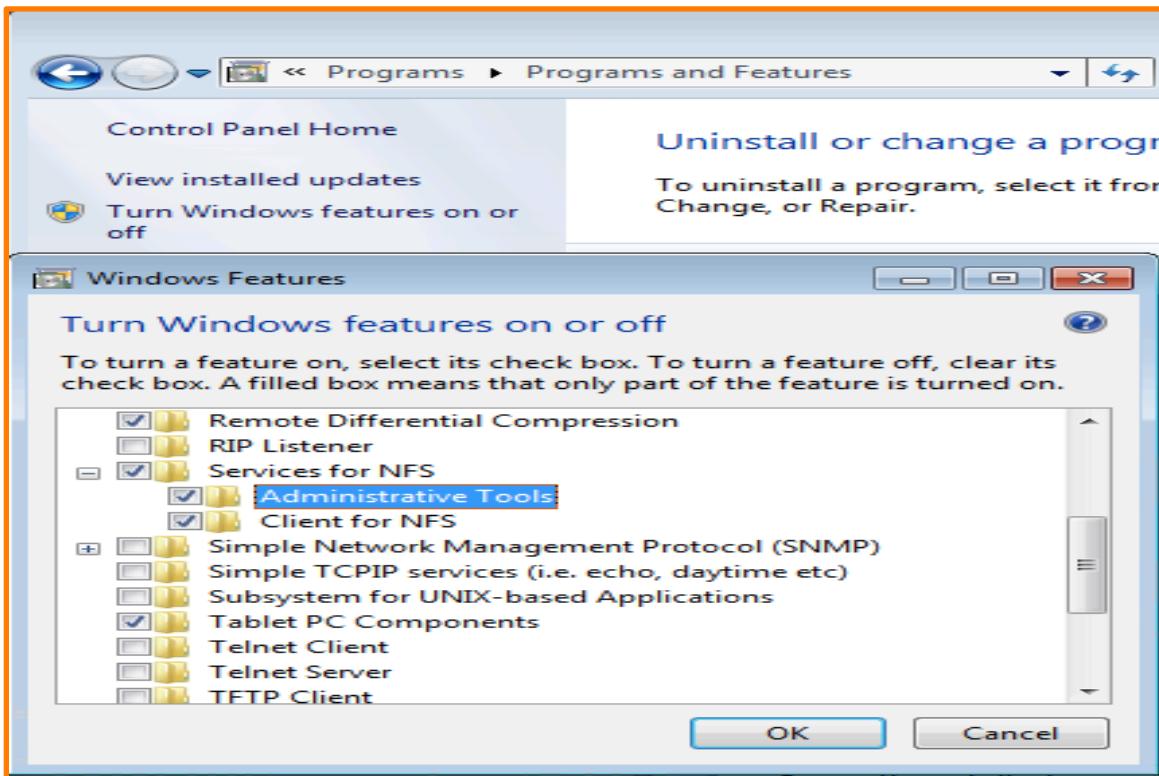 « Programs ▸ Programs and Features
Control Panel Home
Uninstall or change a progr
View installed updates
To uninstall a program, select it fror
Turn Windows features on or
Change, or Repair.
off
Windows Features
Turn Windows features on or off
To turn a feature on, select its check box. To turn a feature off, clear its
check box. A filled box means that only part of the feature is turned on.
Remote Differential Compression
RIP Listener
Services for NFS
Administrative Tools
Client for NFS
Simple Network Management Protocol (SNMP)
Simple TCPIP services (i.e. echo, daytime etc)
Subsystem for UNIX-based Applications
Tablet PC Components
Telnet Client
Telnet Server
TFTP Client
OK Cancel